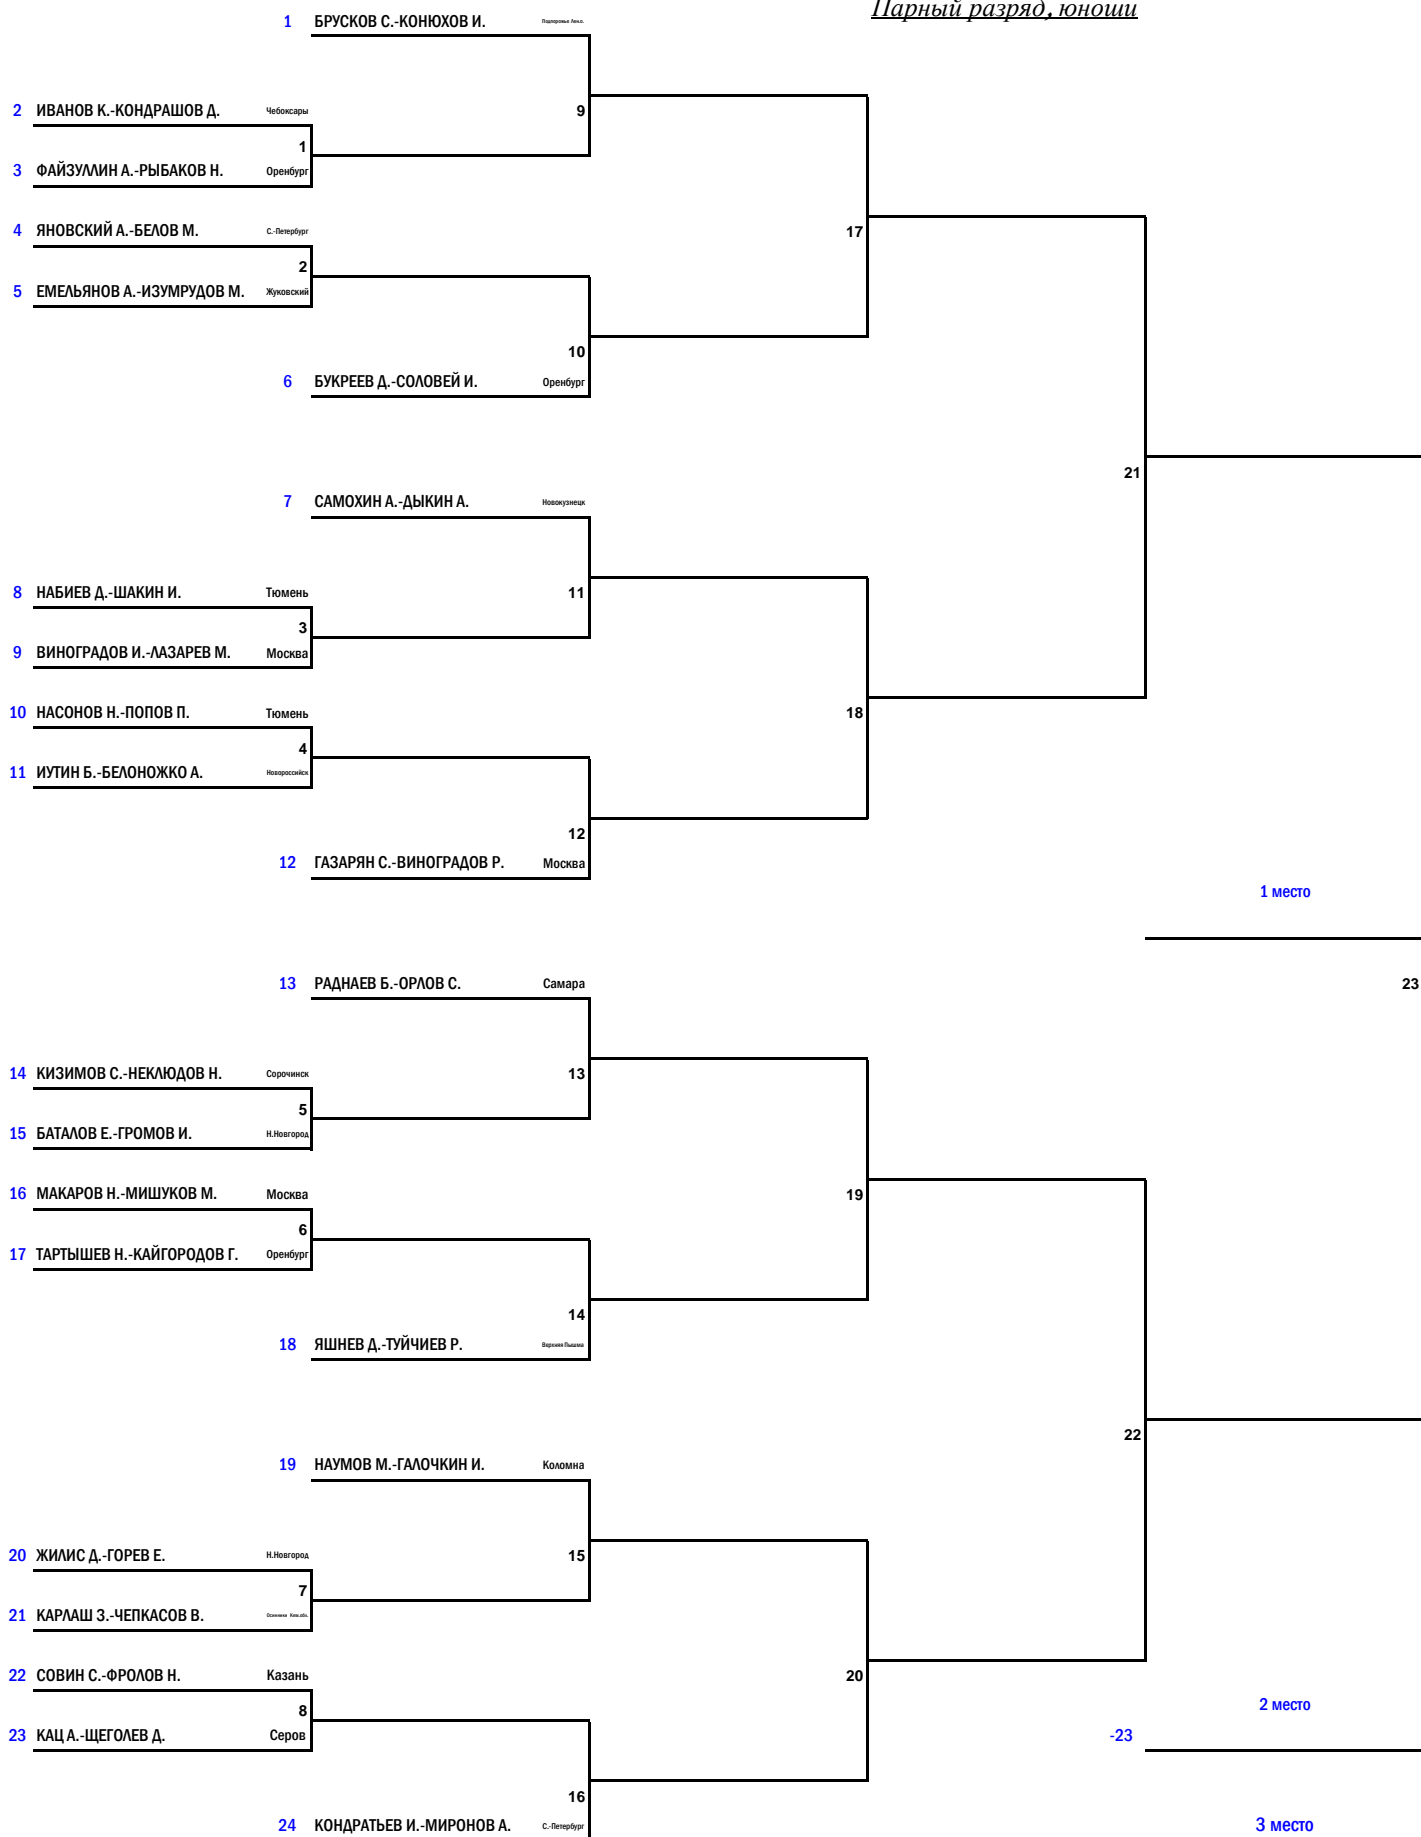 Парный разряд, юноши
1 БРУСКОВ С.-КОНЮХОВ И. Подпорожье Лен.о.
2 ИВАНОВ К.-КОНДРАШОВ Д. Чебоксары
9
1
3 ФАЙЗУЛЛИН А.-РЫБАКОВ Н. Оренбург
4 ЯНОВСКИЙ А.-БЕЛОВ М. С.-Петербург
17
2
5 ЕМЕЛЬЯНОВ А.-ИЗУМРУДОВ М. Жуковский
10
6 БУКРЕЕВ Д.-СОЛОВЕЙ И. Оренбург
21
7 САМОХИН А.-ДЫКИН А. Новокузнецк
8 НАБИЕВ Д.-ШАКИН И. Тюмень
11
3
9 ВИНОГРАДОВ И.-ЛАЗАРЕВ М. Москва
10 НАСОНОВ Н.-ПОПОВ П. Тюмень
18
4
11 ИУТИН Б.-БЕЛОНОЖКО А. Новороссийск
12
12 ГАЗАРЯН С.-ВИНОГРАДОВ Р. Москва
1 место
13 РАДНАЕВ Б.-ОРЛОВ С. Самара
23
14 КИЗИМОВ С.-НЕКЛЮДОВ Н. Сорочинск
13
5
15 БАТАЛОВ Е.-ГРОМОВ И. Н.Новгород
16 МАКАРОВ Н.-МИШУКОВ М. Москва
19
6
17 ТАРТЫШЕВ Н.-КАЙГОРОДОВ Г. Оренбург
14
18 ЯШНЕВ Д.-ТУЙЧИЕВ Р. Верхняя Пышма
22
19 НАУМОВ М.-ГАЛОЧКИН И. Коломна
20 ЖИЛИС Д.-ГОРЕВ Е. Н.Новгород
15
7
21 КАРЛАШ З.-ЧЕПКАСОВ В. Осинники Кем.обл.
22 СОВИН С.-ФРОЛОВ Н. Казань
20
2 место
8
23 КАЦ А.-ЩЕГОЛЕВ Д. Серов
-23
16
24 КОНДРАТЬЕВ И.-МИРОНОВ А. С.-Петербург
3 место